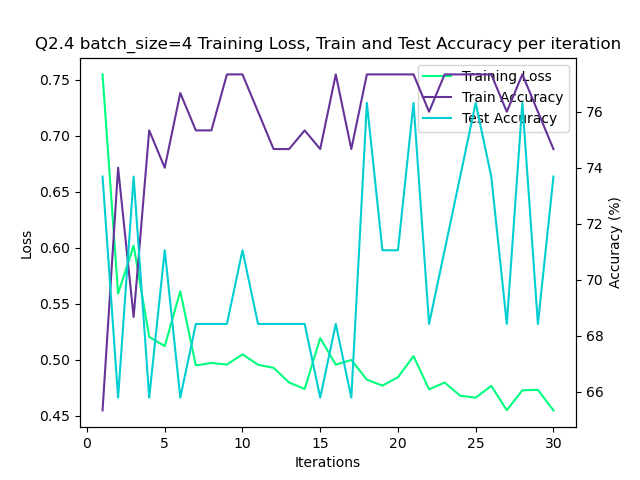 Q2.4 batch_size=4 Training Loss, Train and Test Accuracy per iteration
Training Loss
Train Accuracy
Test Accuracy
0.75
0.70
0.65
0.60
0.55
0.50
0.45
Loss
76
74
72
70
68
66
Accuracy (%)
0 5 10 15 20 25 30
Iterations